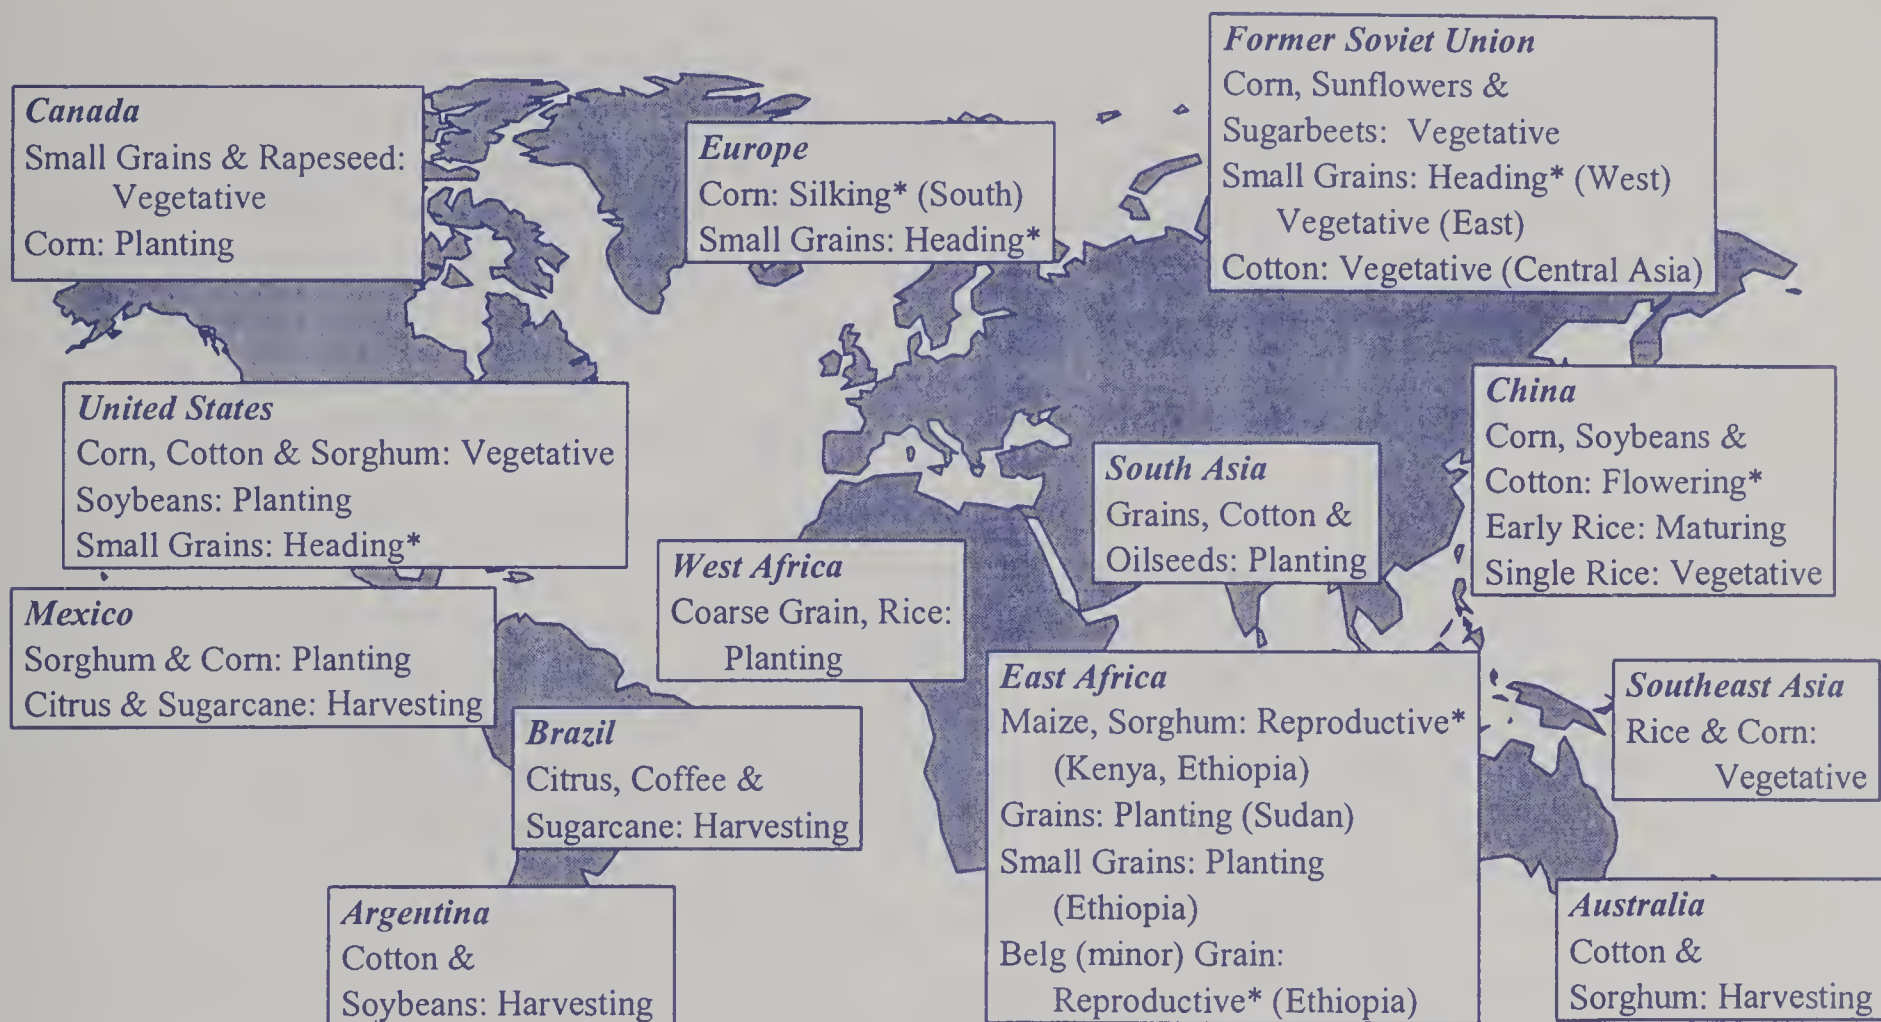 Canada
Small Grains & Rapeseed:
Vegetative
Corn: Planting
Europe
Corn: Silking* (South)
Small Grains: Heading*
Former Soviet Union
Corn, Sunflowers &
Sugarbeets: Vegetative
Small Grains: Heading* (West)
Vegetative (East)
Cotton: Vegetative (Central Asia)
United States
Corn, Cotton & Sorghum: Vegetative
Soybeans: Planting
Small Grains: Heading*
South Asia
Grains, Cotton &
Oilseeds: Planting
China
Corn, Soybeans &
Cotton: Flowering*
Early Rice: Maturing
Single Rice: Vegetative
Mexico
Sorghum & Corn: Planting
Citrus & Sugarcane: Harvesting
West Africa
Coarse Grain, Rice:
Planting
Brazil
Citrus, Coffee &
Sugarcane: Harvesting
East Africa
Maize, Sorghum: Reproductive*
(Kenya, Ethiopia)
Grains: Planting (Sudan)
Small Grains: Planting
(Ethiopia)
Belg (minor) Grain:
Reproductive* (Ethiopia)
Southeast Asia
Rice & Corn:
Vegetative
Argentina
Cotton &
Soybeans: Harvesting
Australia
Cotton &
Sorghum: Harvesting